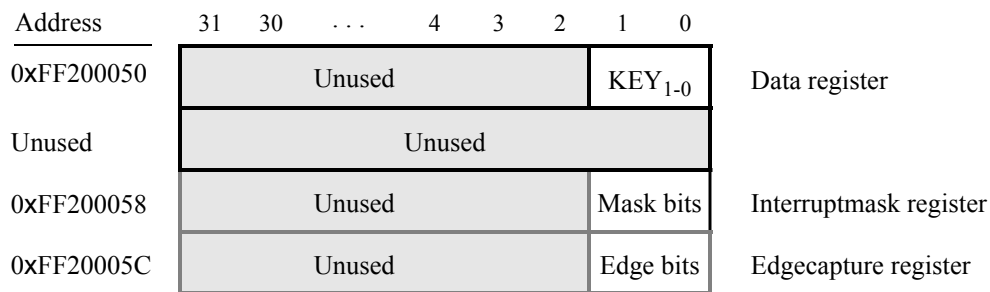 Address 31 30 . . . 4 3 2 1 0
0xFF200050 Unused KEY1-0 Data register
Unused Unused
0xFF200058 Unused Mask bits Interruptmask register
0xFF20005C Unused Edge bits Edgecapture register